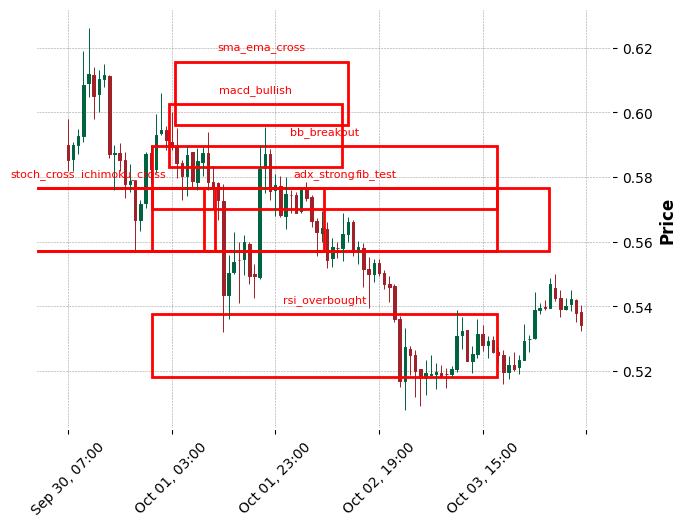 sma_ema_cross
macd_bullish
bb_breakout
stoch_cross
ichimoku_cross
adx_strong
fib_test
rsi_overbought
0.62
0.60
0.58
0.56
0.54
0.52
Price
Sep 30, 07:00
Oct 01, 03:00
Oct 01, 23:00
Oct 02, 19:00
Oct 03, 15:00